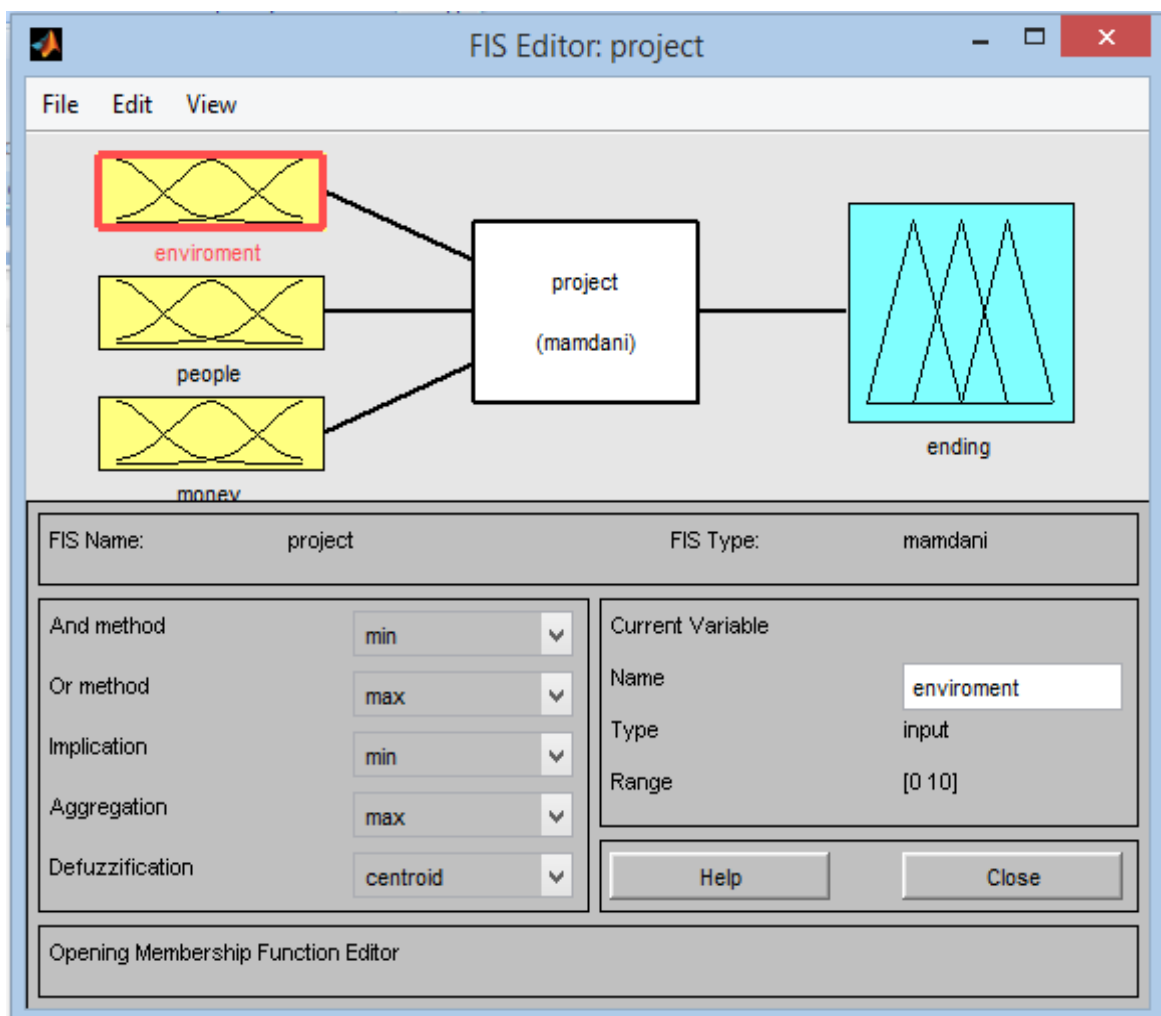 FIS Editor: project
File Edit View
enviroment
people
money
project
(mamdani)
ending
FIS Name: project FIS Type: mamdani
And method min
Or method max
Implication min
Aggregation max
Defuzzification centroid
Current Variable
Name enviroment
Type input
Range [0 10]
Help Close
Opening Membership Function Editor